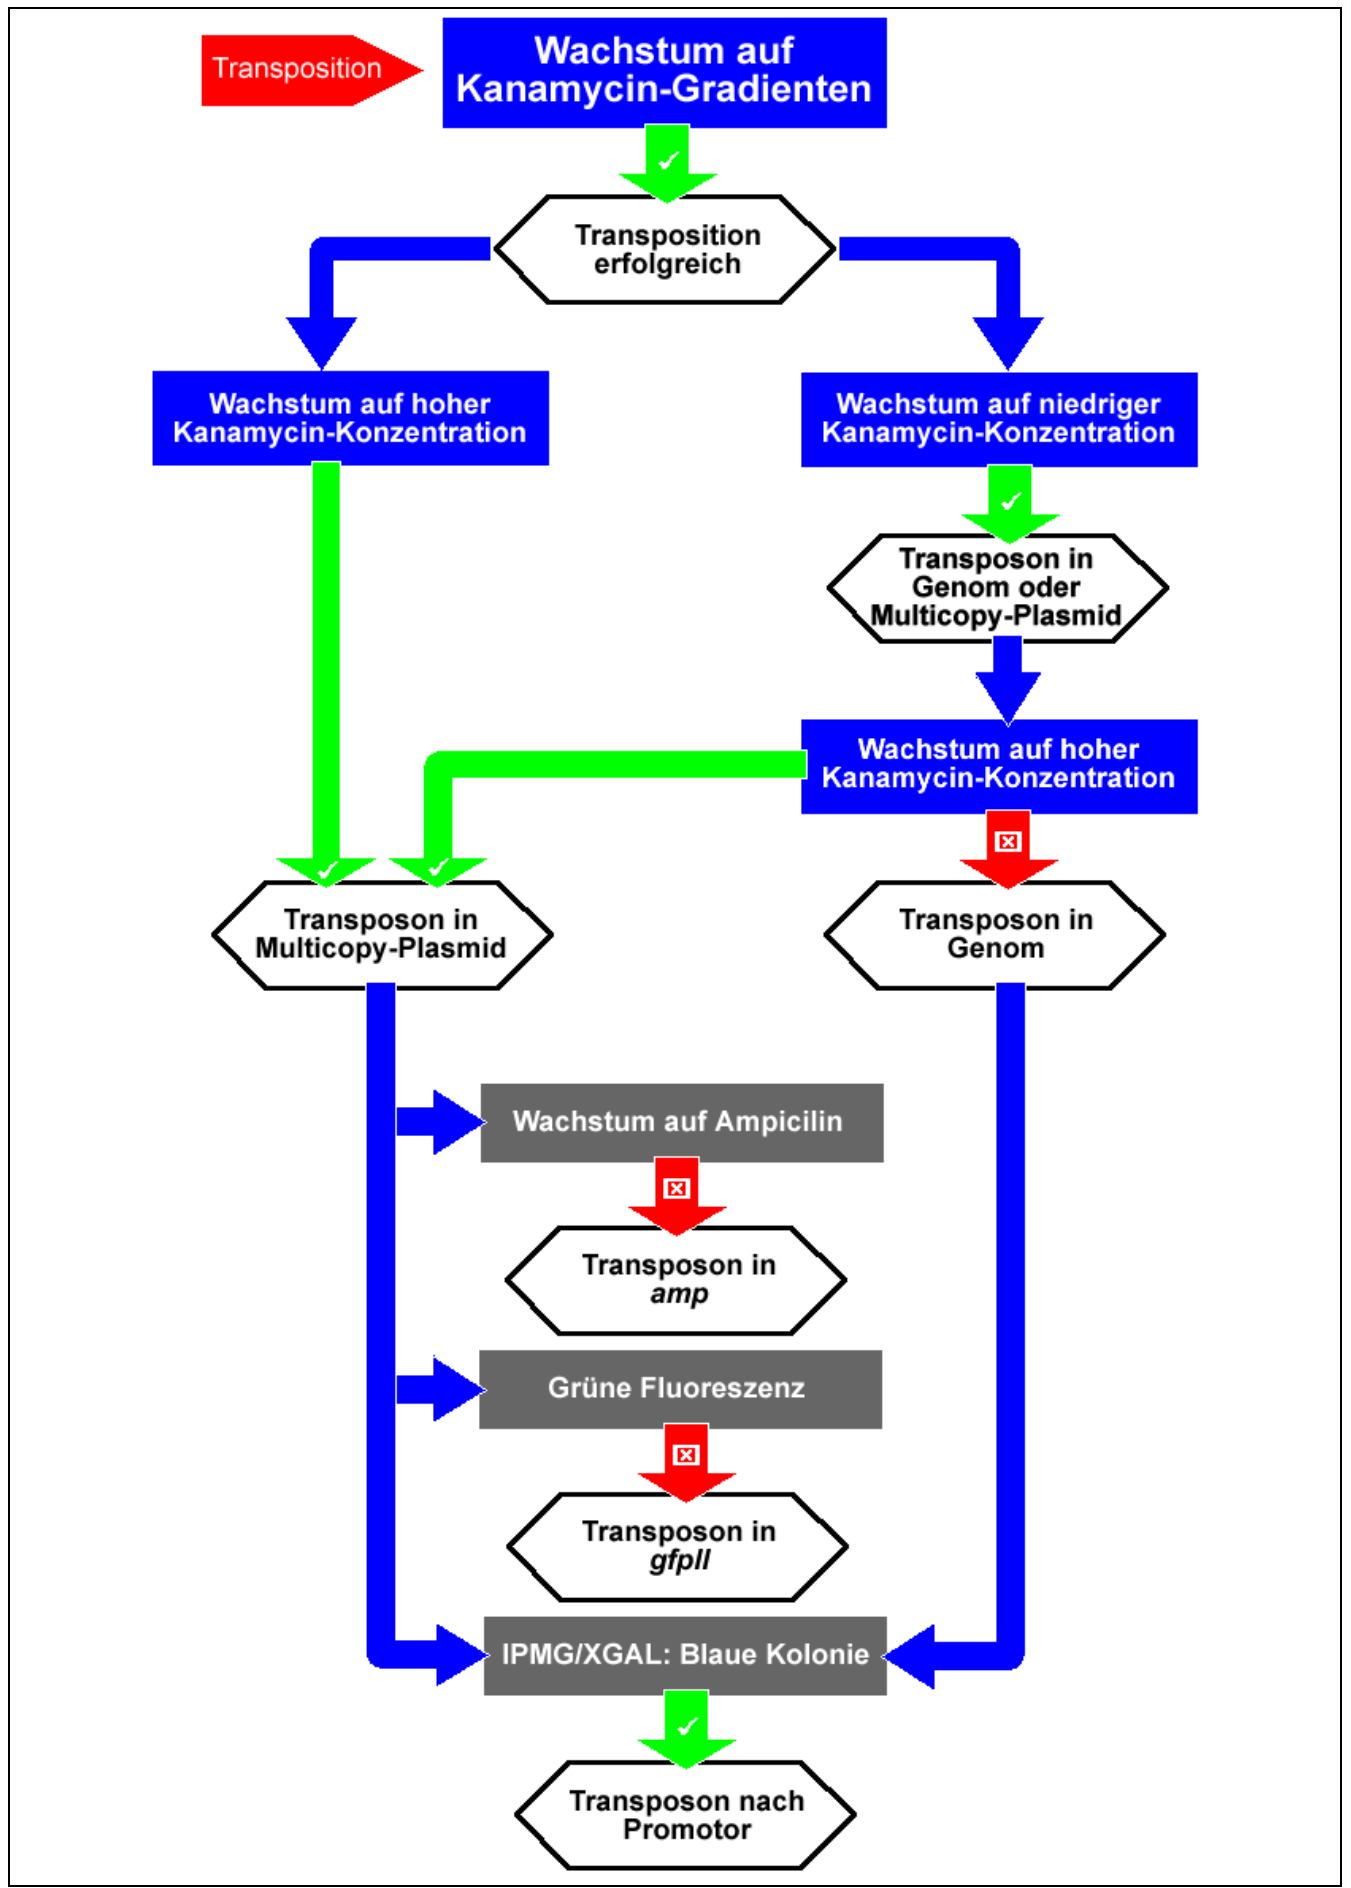 Transposition
Wachstum auf
Kanamycin-Gradienten
Transposition
erfolgreich
Wachstum auf hoher
Kanamycin-Konzentration
Wachstum auf niedriger
Kanamycin-Konzentration
Transposon in
Genom oder
Multicopy-Plasmid
Wachstum auf hoher
Kanamycin-Konzentration
Transposon in
Multicopy-Plasmid
Transposon in
Genom
Wachstum auf Ampicilin
Transposon in
amp
Grüne Fluoreszenz
Transposon in
gfpII
IPMG/XGAL: Blaue Kolonie
Transposon nach
Promotor